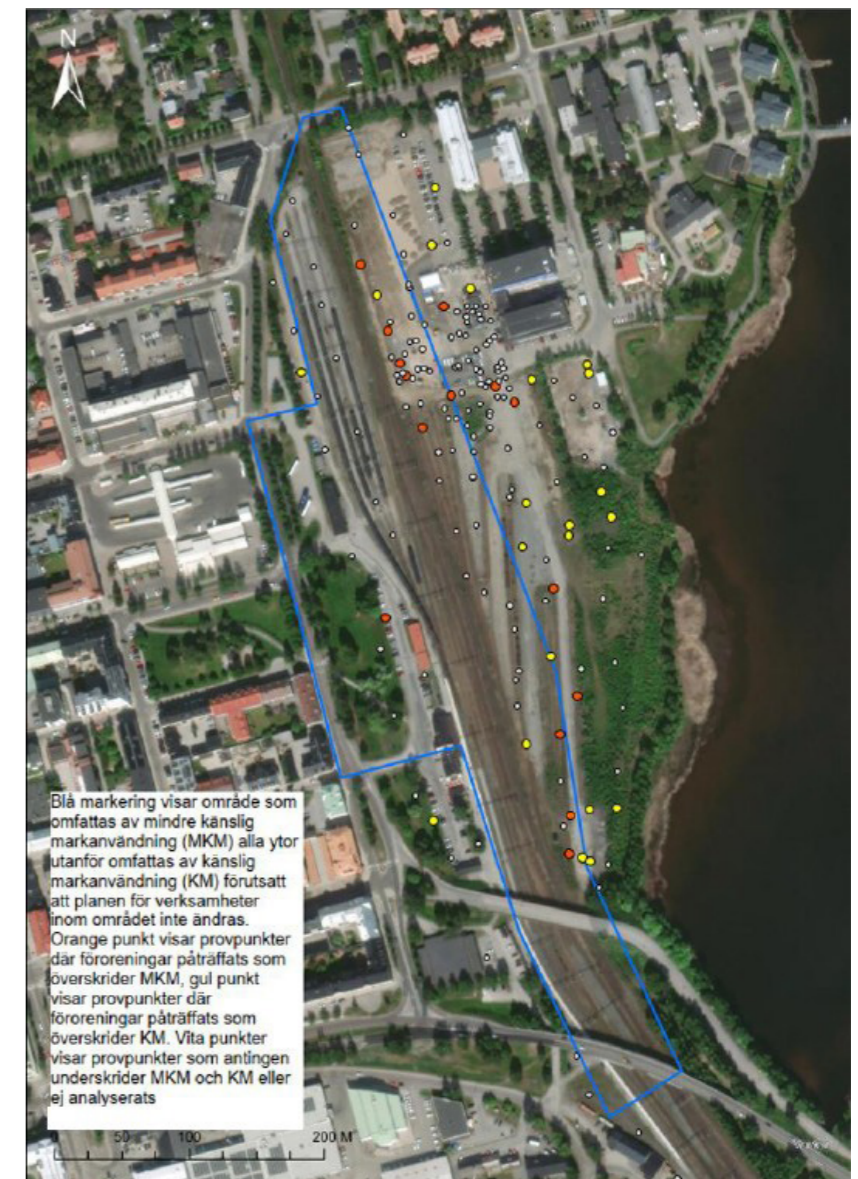 N
Blå markering visar område som
omfattas av mindre känslig
markanvändning (MKM) alla ytor
utanför omfattas av känslig
markanvändning (KM) förutsatt
att planen för verksamheter
inom området inte ändras.
Orange punkt visar provpunkter
där föroreningar påträffats som
överskrider MKM, gul punkt
visar provpunkter där
föroreningar påträffats som
överskrider KM. Vita punkter
visar provpunkter som antingen
underskrider MKM och KM eller
ej analyserats
0 50 100 200 M